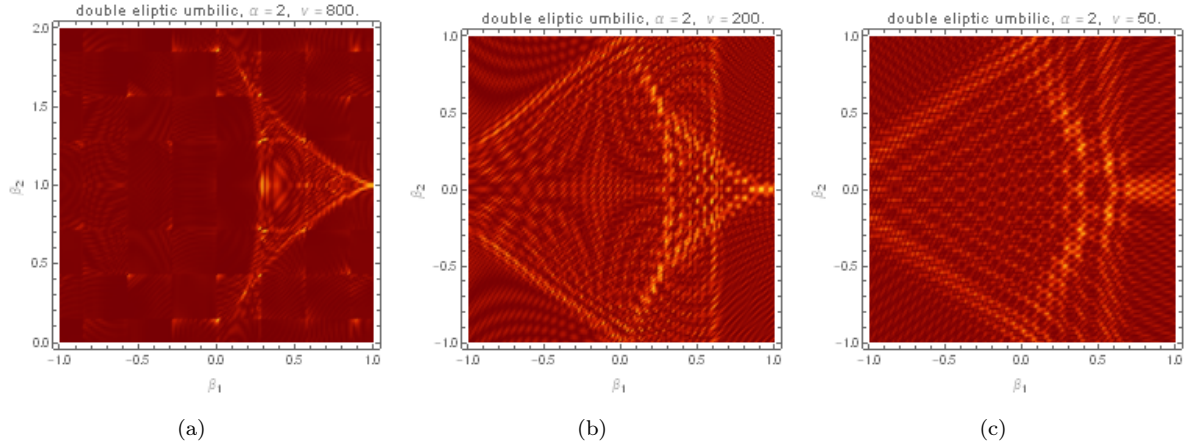 double eliptic umbilic, α = 2, ν = 800.
2.0
1.5
1.0
0.5
0.0
β₂
-1.0 -0.5 0.0 0.5 1.0
β₁
(a)
double eliptic umbilic, α = 2, ν = 200.
1.0
0.5
0.0
-0.5
-1.0
β₂
-1.0 -0.5 0.0 0.5 1.0
β₁
(b)
double eliptic umbilic, α = 2, ν = 50.
1.0
0.5
0.0
-0.5
-1.0
β₂
-1.0 -0.5 0.0 0.5 1.0
β₁
(c)